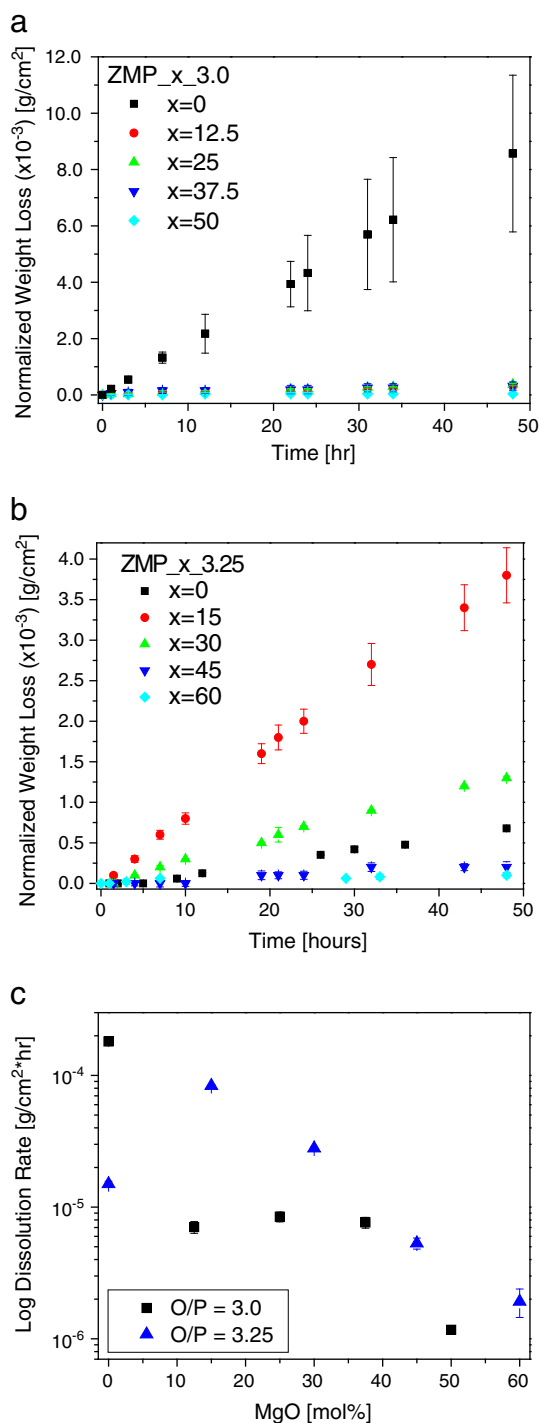 a
12.0
10.0
8.0
6.0
4.0
2.0
0.0
Normalized Weight Loss (x10-3) [g/cm2]
ZMP_x_3.0
x=0
x=12.5
x=25
x=37.5
x=50
0 10 20 30 40 50
Time [hr]
b
4.0
3.5
3.0
2.5
2.0
1.5
1.0
0.5
0.0
Normalized Weight Loss (x10-3) [g/cm2]
ZMP_x_3.25
x=0
x=15
x=30
x=45
x=60
0 10 20 30 40 50
Time [hours]
c
10-4
10-5
10-6
Log Dissolution Rate [g/cm2*hr]
O/P = 3.0
O/P = 3.25
0 10 20 30 40 50 60
MgO [mol%]